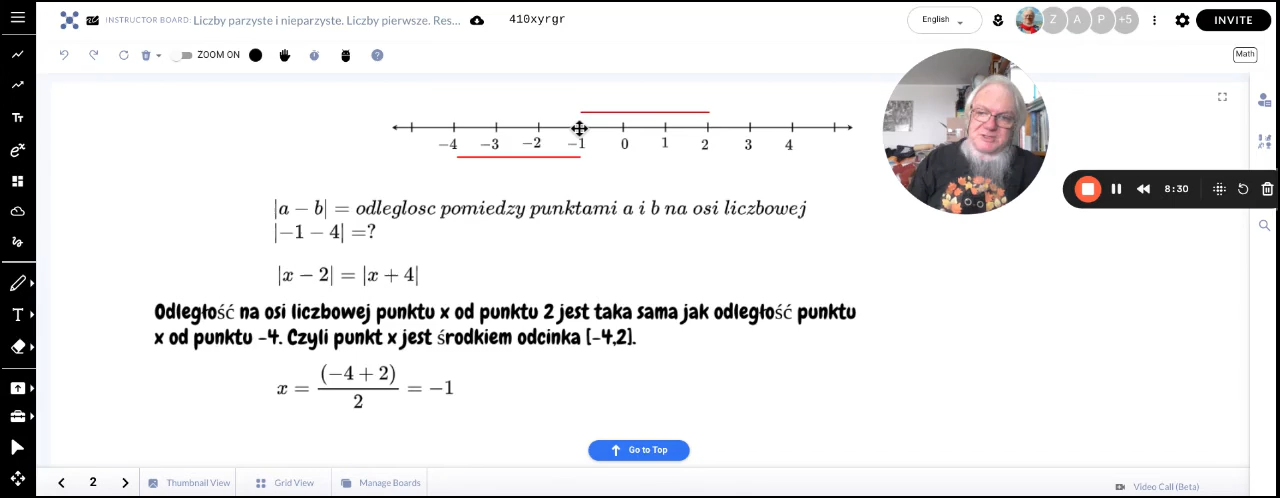 INSTRUCTOR BOARD: Liczby parzyste i nieparzyste. Liczby pierwsze. Res...
410xyrgr
English
Z A P +5
INVITE
ZOOM ON
Math
8:30
−4 −3 −2 −1 0 1 2 3 4
|a − b| = odleglosc pomiedzy punktami a i b na osi liczbowej
|−1 − 4| =?
|x − 2| = |x + 4|
Odległość na osi liczbowej punktu x od punktu 2 jest taka sama jak odległość punktu
x od punktu -4. Czyli punkt x jest środkiem odcinka [-4,2].
x = (−4 + 2) / 2 = −1
Go to Top
2
Thumbnail View
Grid View
Manage Boards
Video Call (Beta)